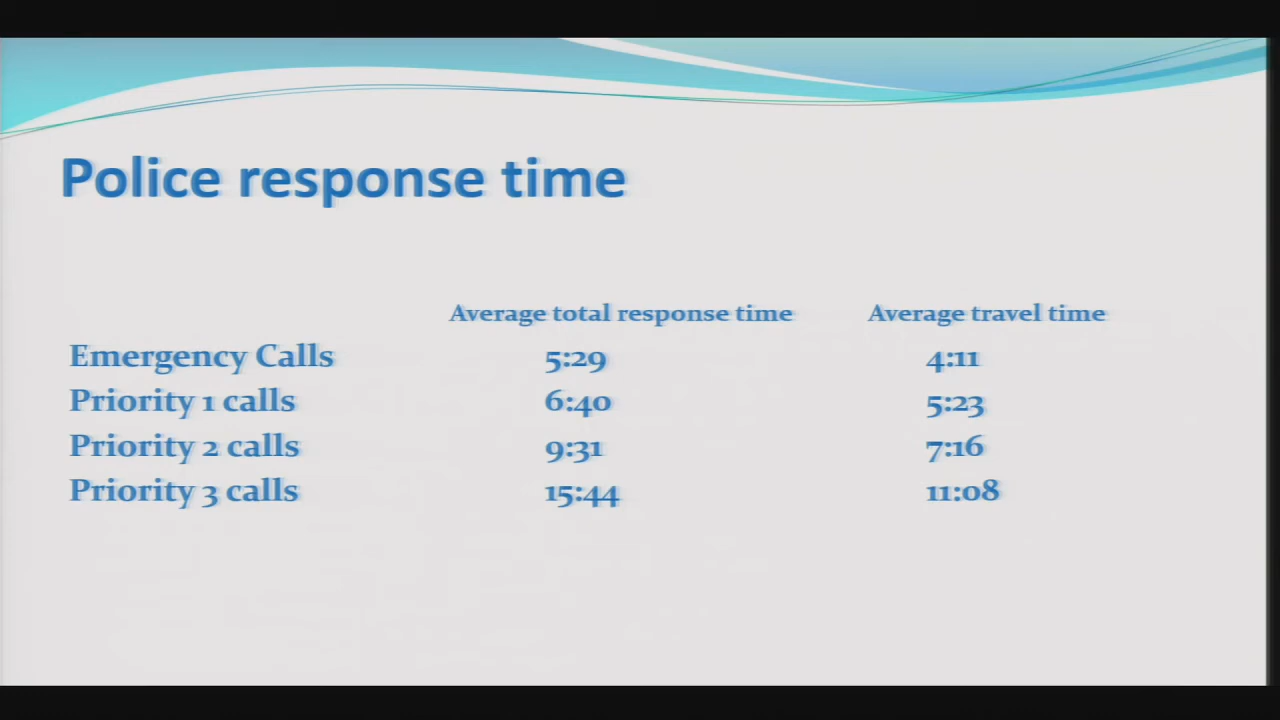 Police response time
Average total response time Average travel time
Emergency Calls 5:29 4:11
Priority 1 calls 6:40 5:23
Priority 2 calls 9:31 7:16
Priority 3 calls 15:44 11:08